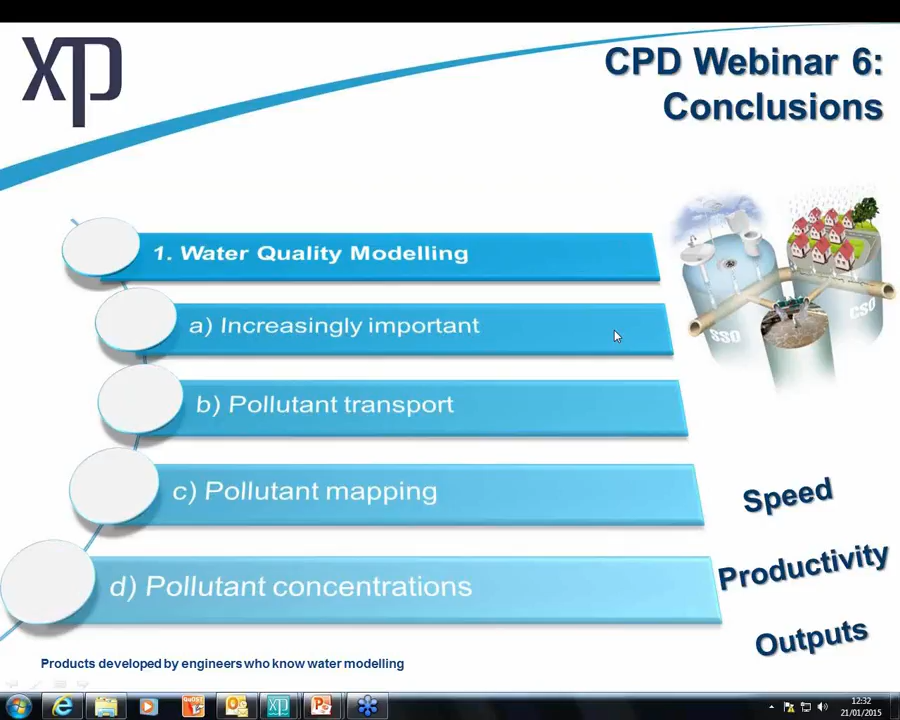 xp
CPD Webinar 6:
Conclusions
1. Water Quality Modelling
a) Increasingly important
b) Pollutant transport
c) Pollutant mapping
d) Pollutant concentrations
SSO
CSO
Speed
Productivity
Outputs
Products developed by engineers who know water modelling
12:32
21/01/2015